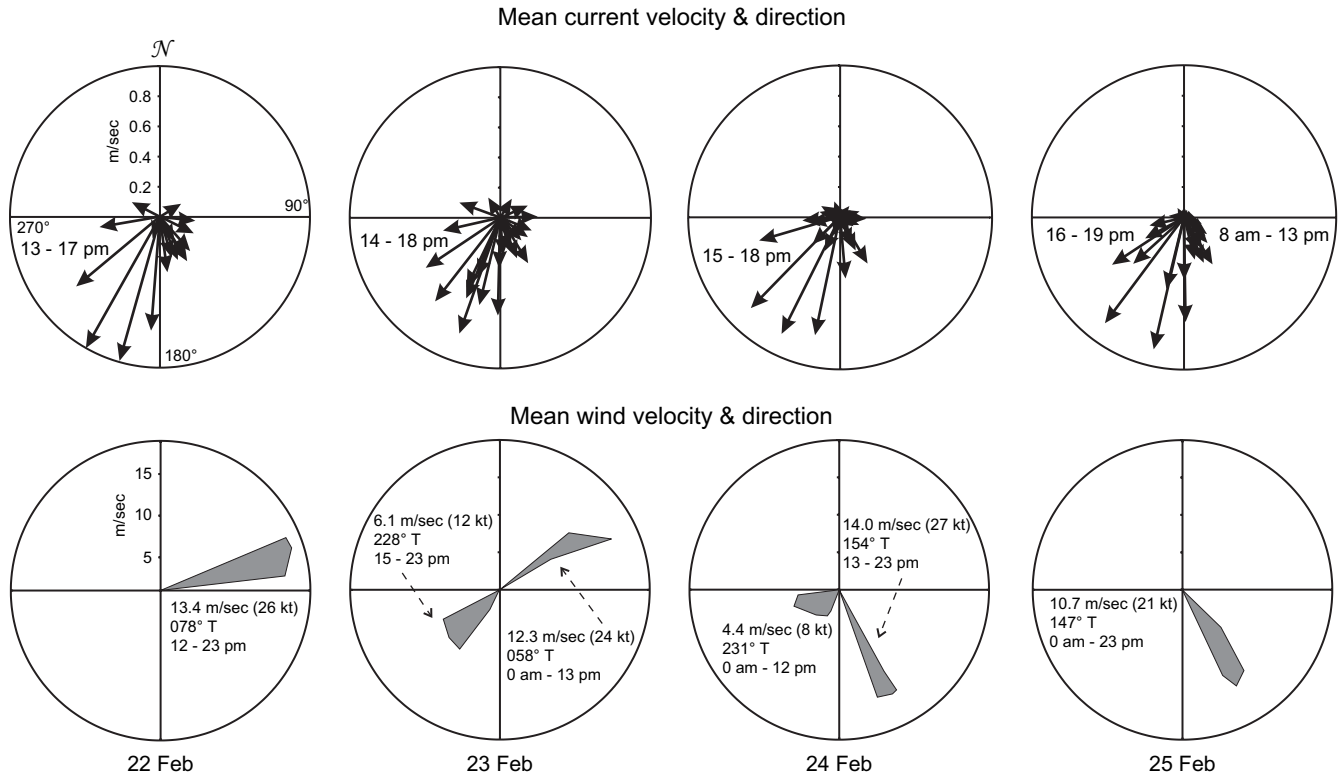 Mean current velocity & direction
N
0.8
0.6
0.4
0.2
m/sec
90°
270°
180°
13 - 17 pm
14 - 18 pm
15 - 18 pm
16 - 19 pm
8 am - 13 pm
Mean wind velocity & direction
15
10
5
m/sec
13.4 m/sec (26 kt)
078° T
12 - 23 pm
6.1 m/sec (12 kt)
228° T
15 - 23 pm
12.3 m/sec (24 kt)
058° T
0 am - 13 pm
14.0 m/sec (27 kt)
154° T
13 - 23 pm
4.4 m/sec (8 kt)
231° T
0 am - 12 pm
10.7 m/sec (21 kt)
147° T
0 am - 23 pm
22 Feb
23 Feb
24 Feb
25 Feb